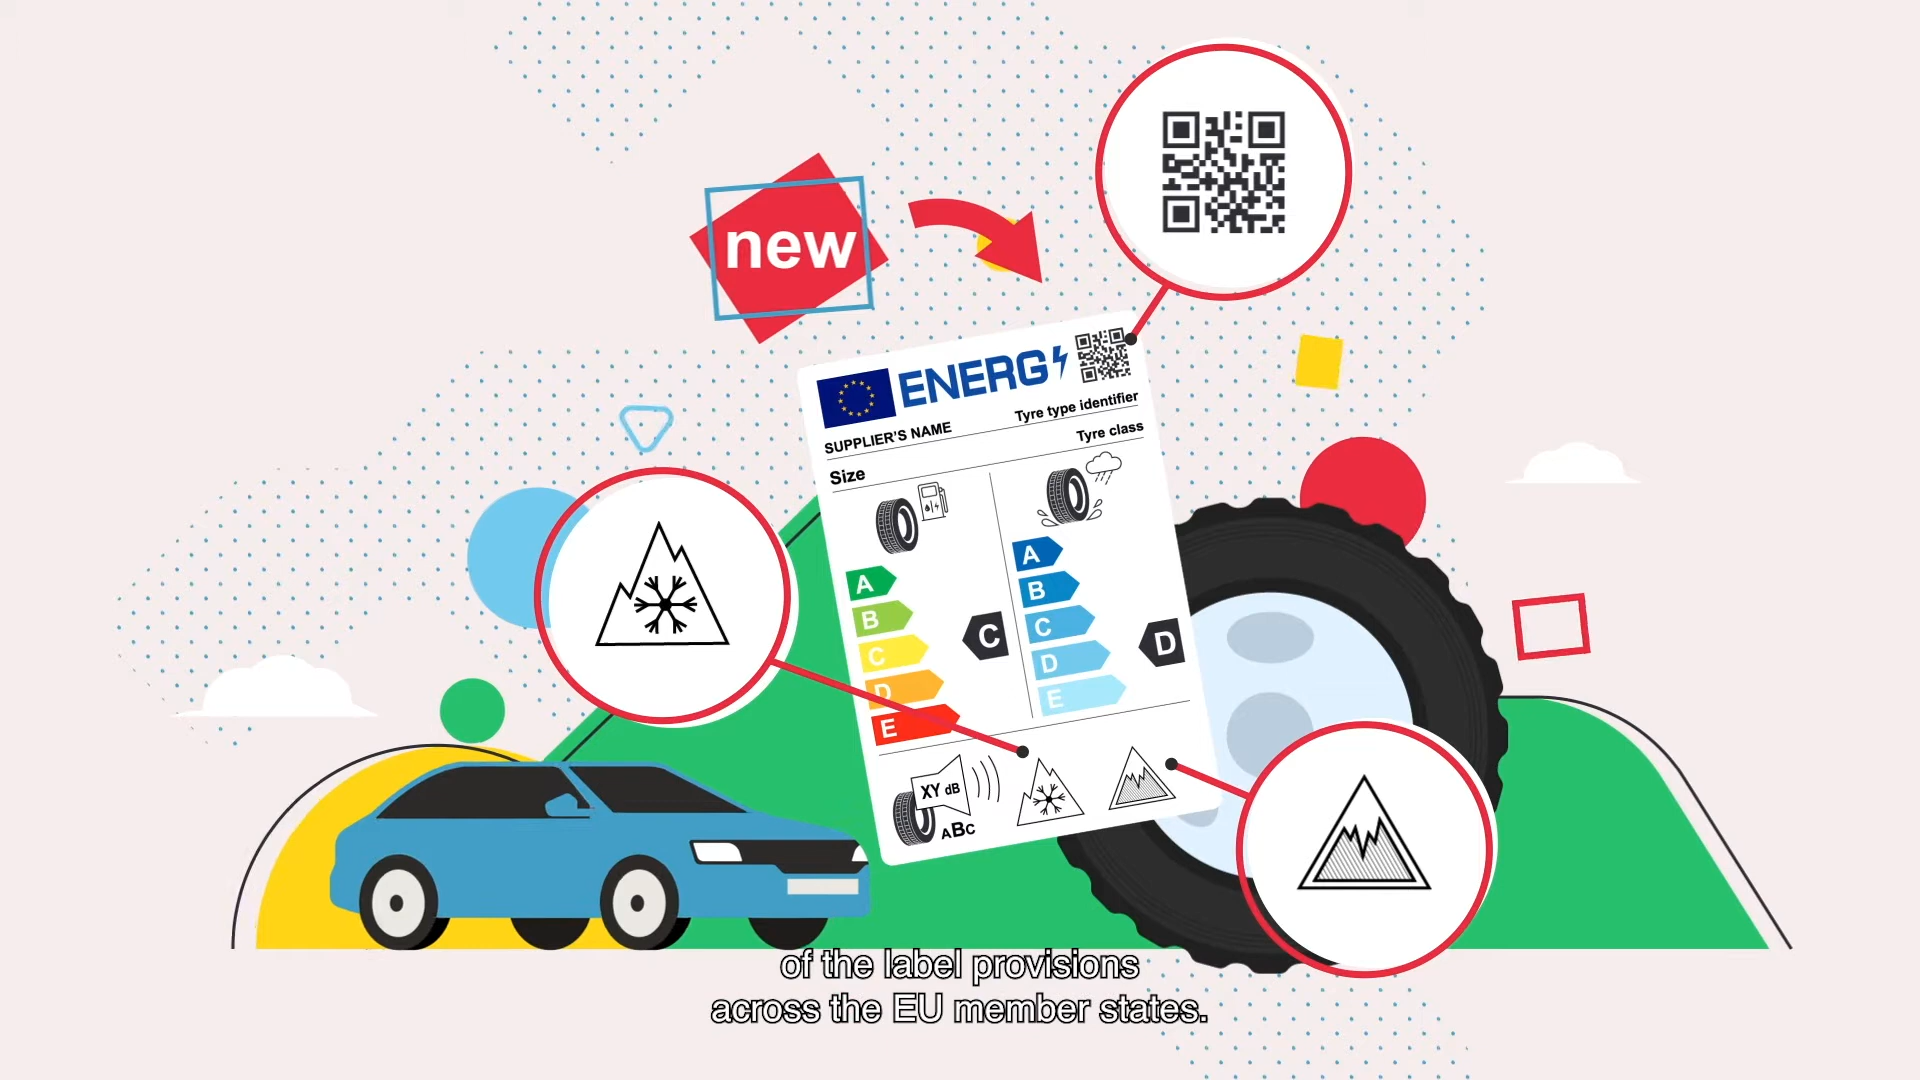 new
ENERG
SUPPLIER'S NAME
Tyre type identifier
Size
Tyre class
A
B
C
D
E
C
A
B
C
D
E
D
XY dB
ABC
of the label provisions
across the EU member states.